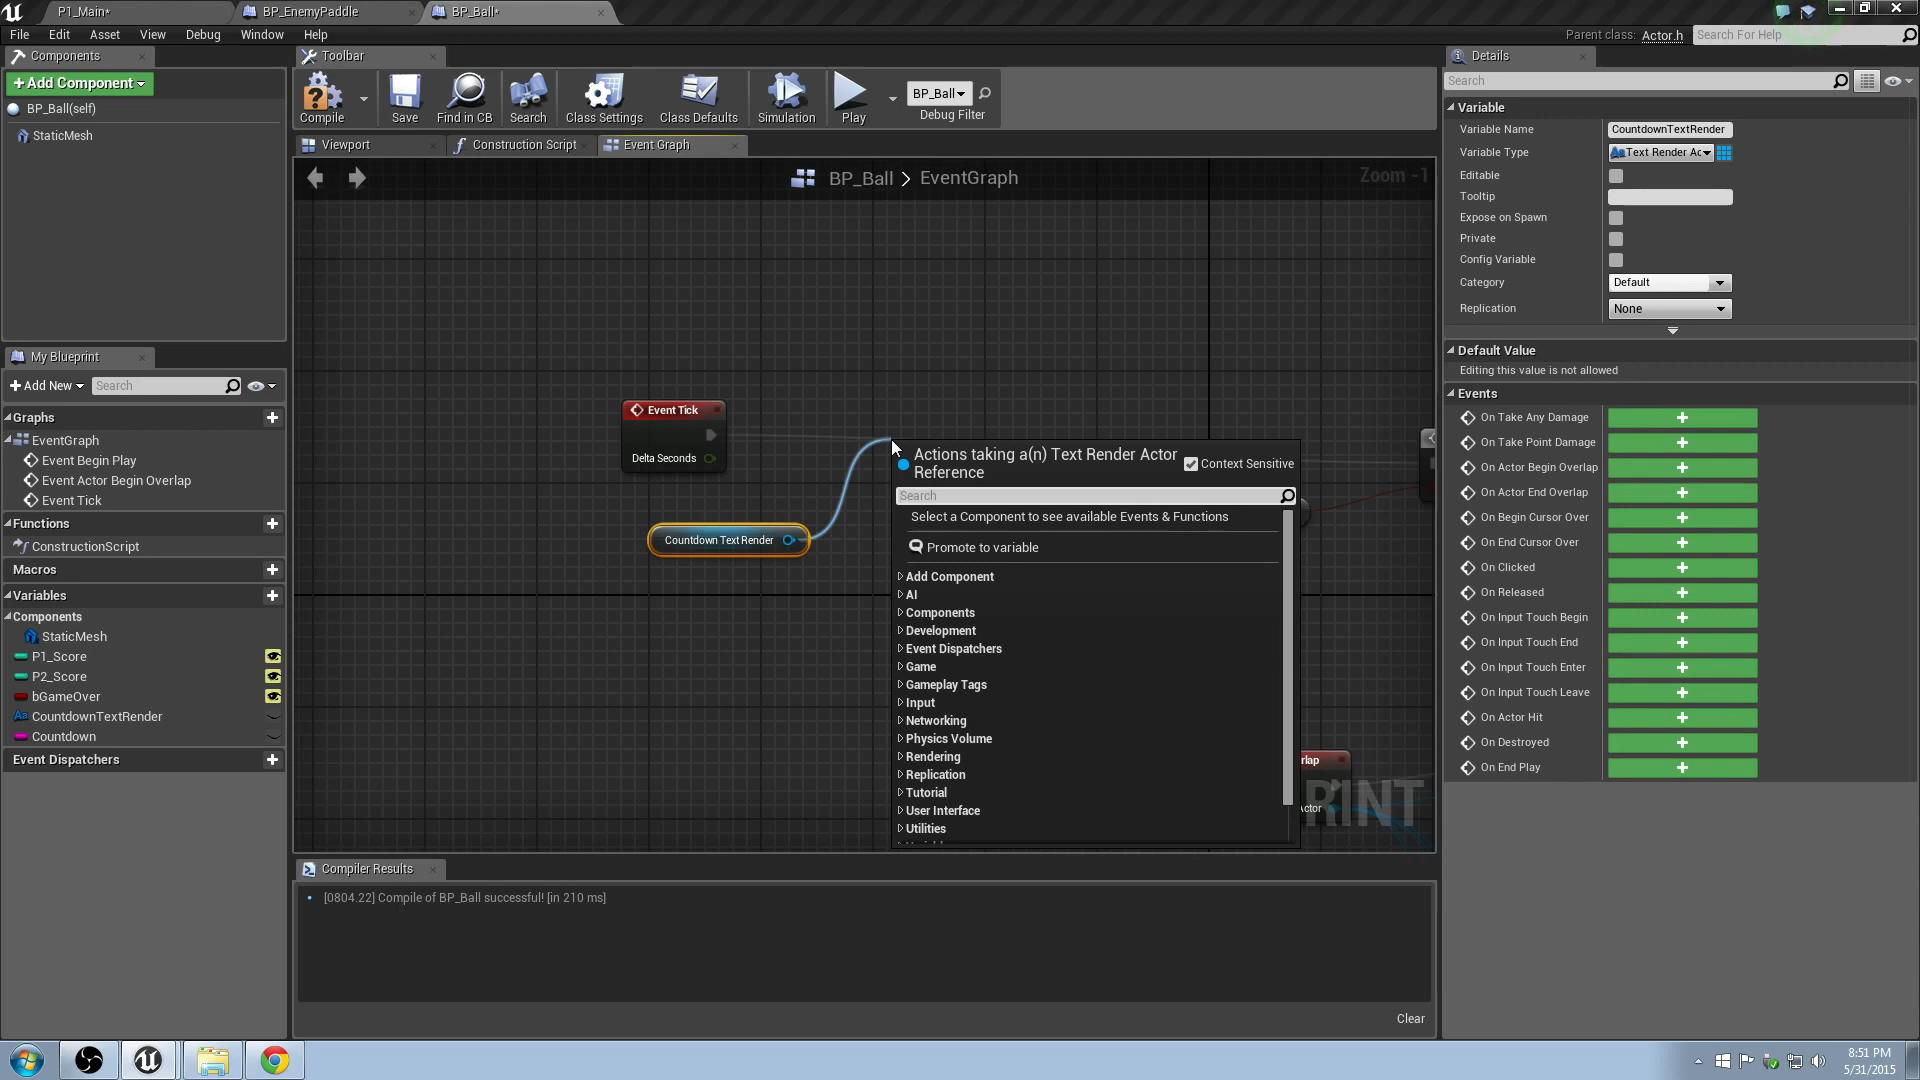 P1_Main*
BP_EnemyPaddle
BP_Ball*
File Edit Asset View Debug Window Help
Parent class: Actor.h
Search For Help
Components
Add Component
BP_Ball(self)
StaticMesh
Toolbar
Compile
Save
Find in CB
Search
Class Settings
Class Defaults
Simulation
Play
BP_Ball
Debug Filter
Viewport
Construction Script
Event Graph
BP_Ball > EventGraph
Zoom -1
My Blueprint
Add New
Search
Graphs
EventGraph
Event Begin Play
Event Actor Begin Overlap
Event Tick
Functions
ConstructionScript
Macros
Variables
Components
StaticMesh
P1_Score
P2_Score
bGameOver
CountdownTextRender
Countdown
Event Dispatchers
Event Tick
Delta Seconds
Countdown Text Render
Actions taking a(n) Text Render Actor
Reference
Context Sensitive
Search
Select a Component to see available Events & Functions
Promote to variable
Add Component
AI
Components
Development
Event Dispatchers
Game
Gameplay Tags
Input
Networking
Physics Volume
Rendering
Replication
Tutorial
User Interface
Utilities
rlap
Actor
RINT
Compiler Results
[0804.22] Compile of BP_Ball successful! [in 210 ms]
Clear
Details
Search
Variable
Variable Name CountdownTextRender
Variable Type Text Render Ac
Editable
Tooltip
Expose on Spawn
Private
Config Variable
Category Default
Replication None
Default Value
Editing this value is not allowed
Events
On Take Any Damage
On Take Point Damage
On Actor Begin Overlap
On Actor End Overlap
On Begin Cursor Over
On End Cursor Over
On Clicked
On Released
On Input Touch Begin
On Input Touch End
On Input Touch Enter
On Input Touch Leave
On Actor Hit
On Destroyed
On End Play
8:51 PM
5/31/2015